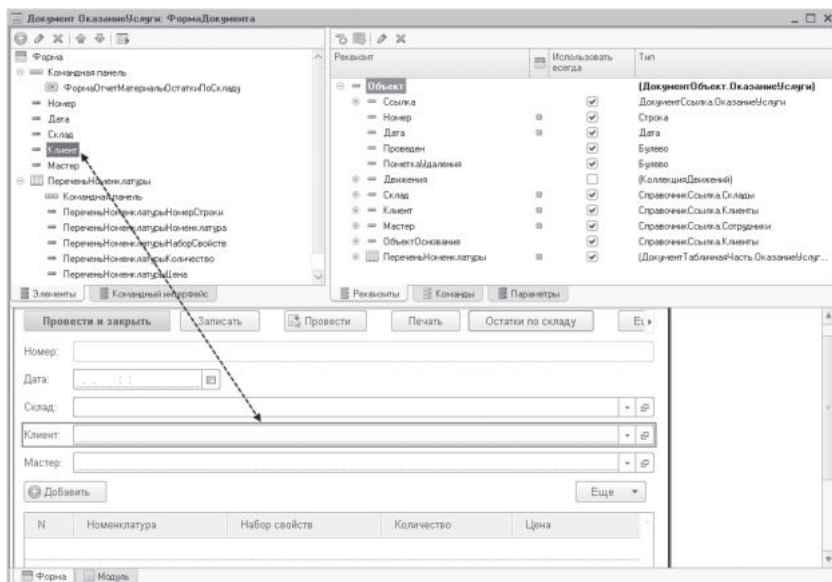 Документ ОказаниеУслуги: ФормаДокумента
Форма
Командная панель
ФормаОтчетМатериалыОстаткиПоСкладу
Номер
Дата
Склад
Клиент
Мастер
ПереченьНоменклатуры
Командная панель
ПереченьНоменклатурыНомерСтроки
ПереченьНоменклатурыНоменклатура
ПереченьНоменклатурыНаборСвойств
ПереченьНоменклатурыКоличество
ПереченьНоменклатурыЦена
Элементы Командный интерфейс
Реквизит Использовать всегда Тип
Объект (ДокументОбъект.ОказаниеУслуги)
Ссылка ДокументСсылка.ОказаниеУслуги
Номер Строка
Дата Дата
Проведен Булево
ПометкаУдаления Булево
Движения (КоллекцияДвижений)
Склад СправочникСсылка.Склады
Клиент СправочникСсылка.Клиенты
Мастер СправочникСсылка.Сотрудники
ОбъектОснование СправочникСсылка.Клиенты
ПереченьНоменклатуры (ДокументТабличнаяЧасть.ОказаниеУслуг...
Реквизиты Команды Параметры
Провести и закрыть Записать Провести Печать Остатки по складу
Номер:
Дата: . . : :
Склад:
Клиент:
Мастер:
Добавить Еще
N Номенклатура Набор свойств Количество Цена
Форма Модуль